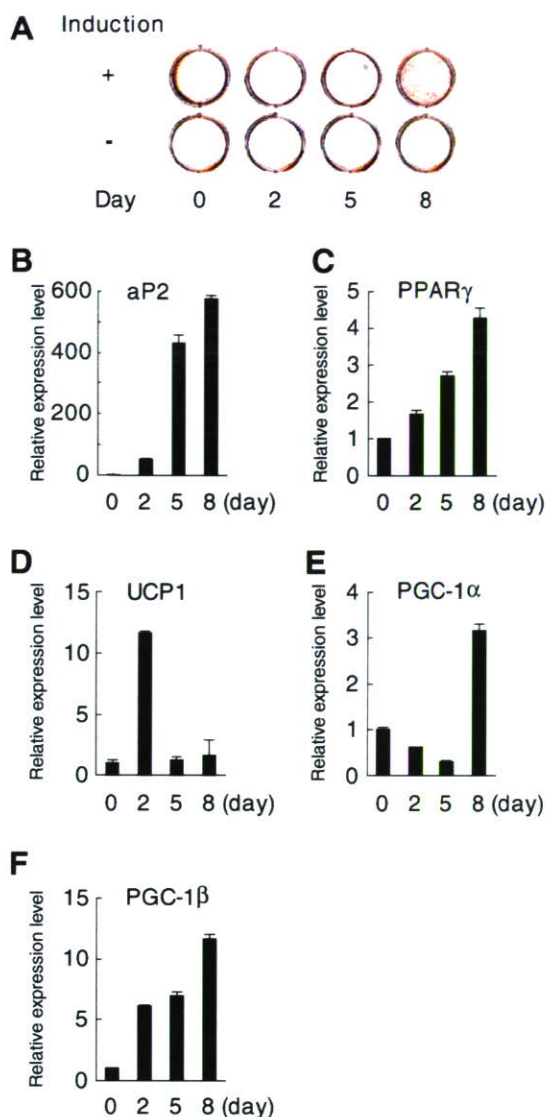 A Induction
+
-
Day 0 2 5 8
B aP2
Relative expression level
600
400
200
0
0 2 5 8 (day)
C PPARγ
Relative expression level
5
4
3
2
1
0
0 2 5 8 (day)
D UCP1
Relative expression level
15
10
5
0
0 2 5 8 (day)
E PGC-1α
Relative expression level
4
3
2
1
0
0 2 5 8 (day)
F PGC-1β
Relative expression level
15
10
5
0
0 2 5 8 (day)